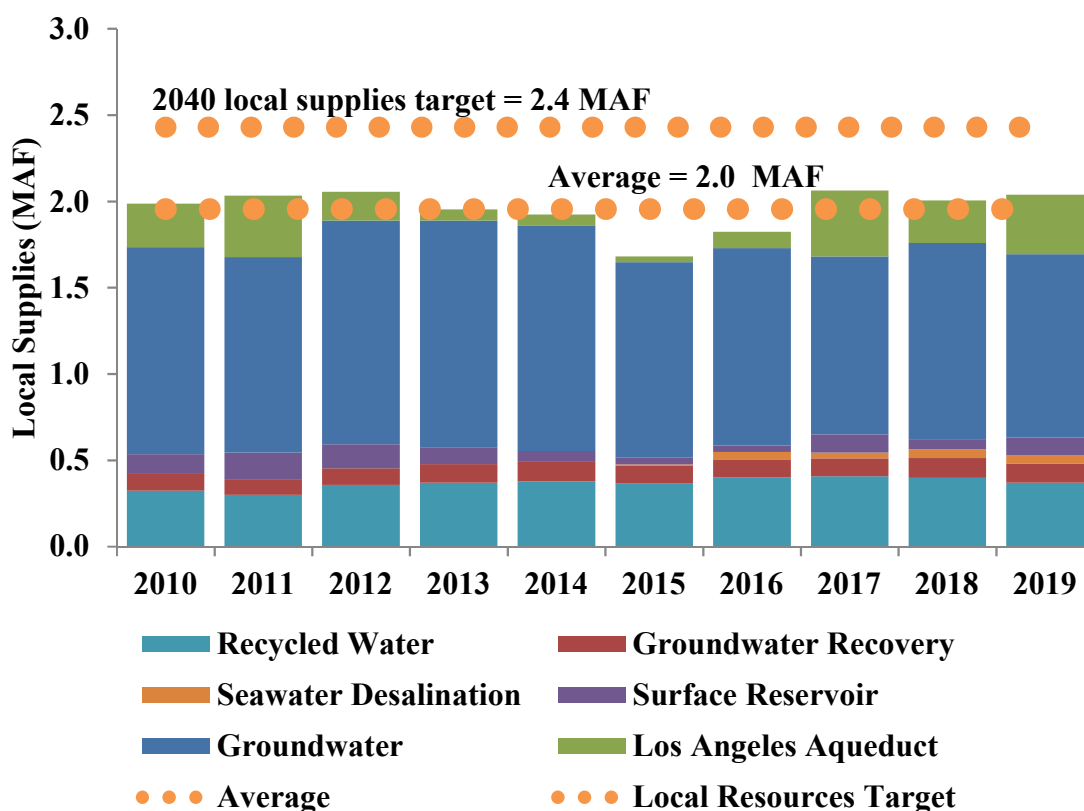 3.0
2040 local supplies target = 2.4 MAF
2.5
Average = 2.0 MAF
2.0
1.5
1.0
0.5
0.0
Local Supplies (MAF)
2010 2011 2012 2013 2014 2015 2016 2017 2018 2019
Recycled Water Groundwater Recovery
Seawater Desalination Surface Reservoir
Groundwater Los Angeles Aqueduct
Average Local Resources Target